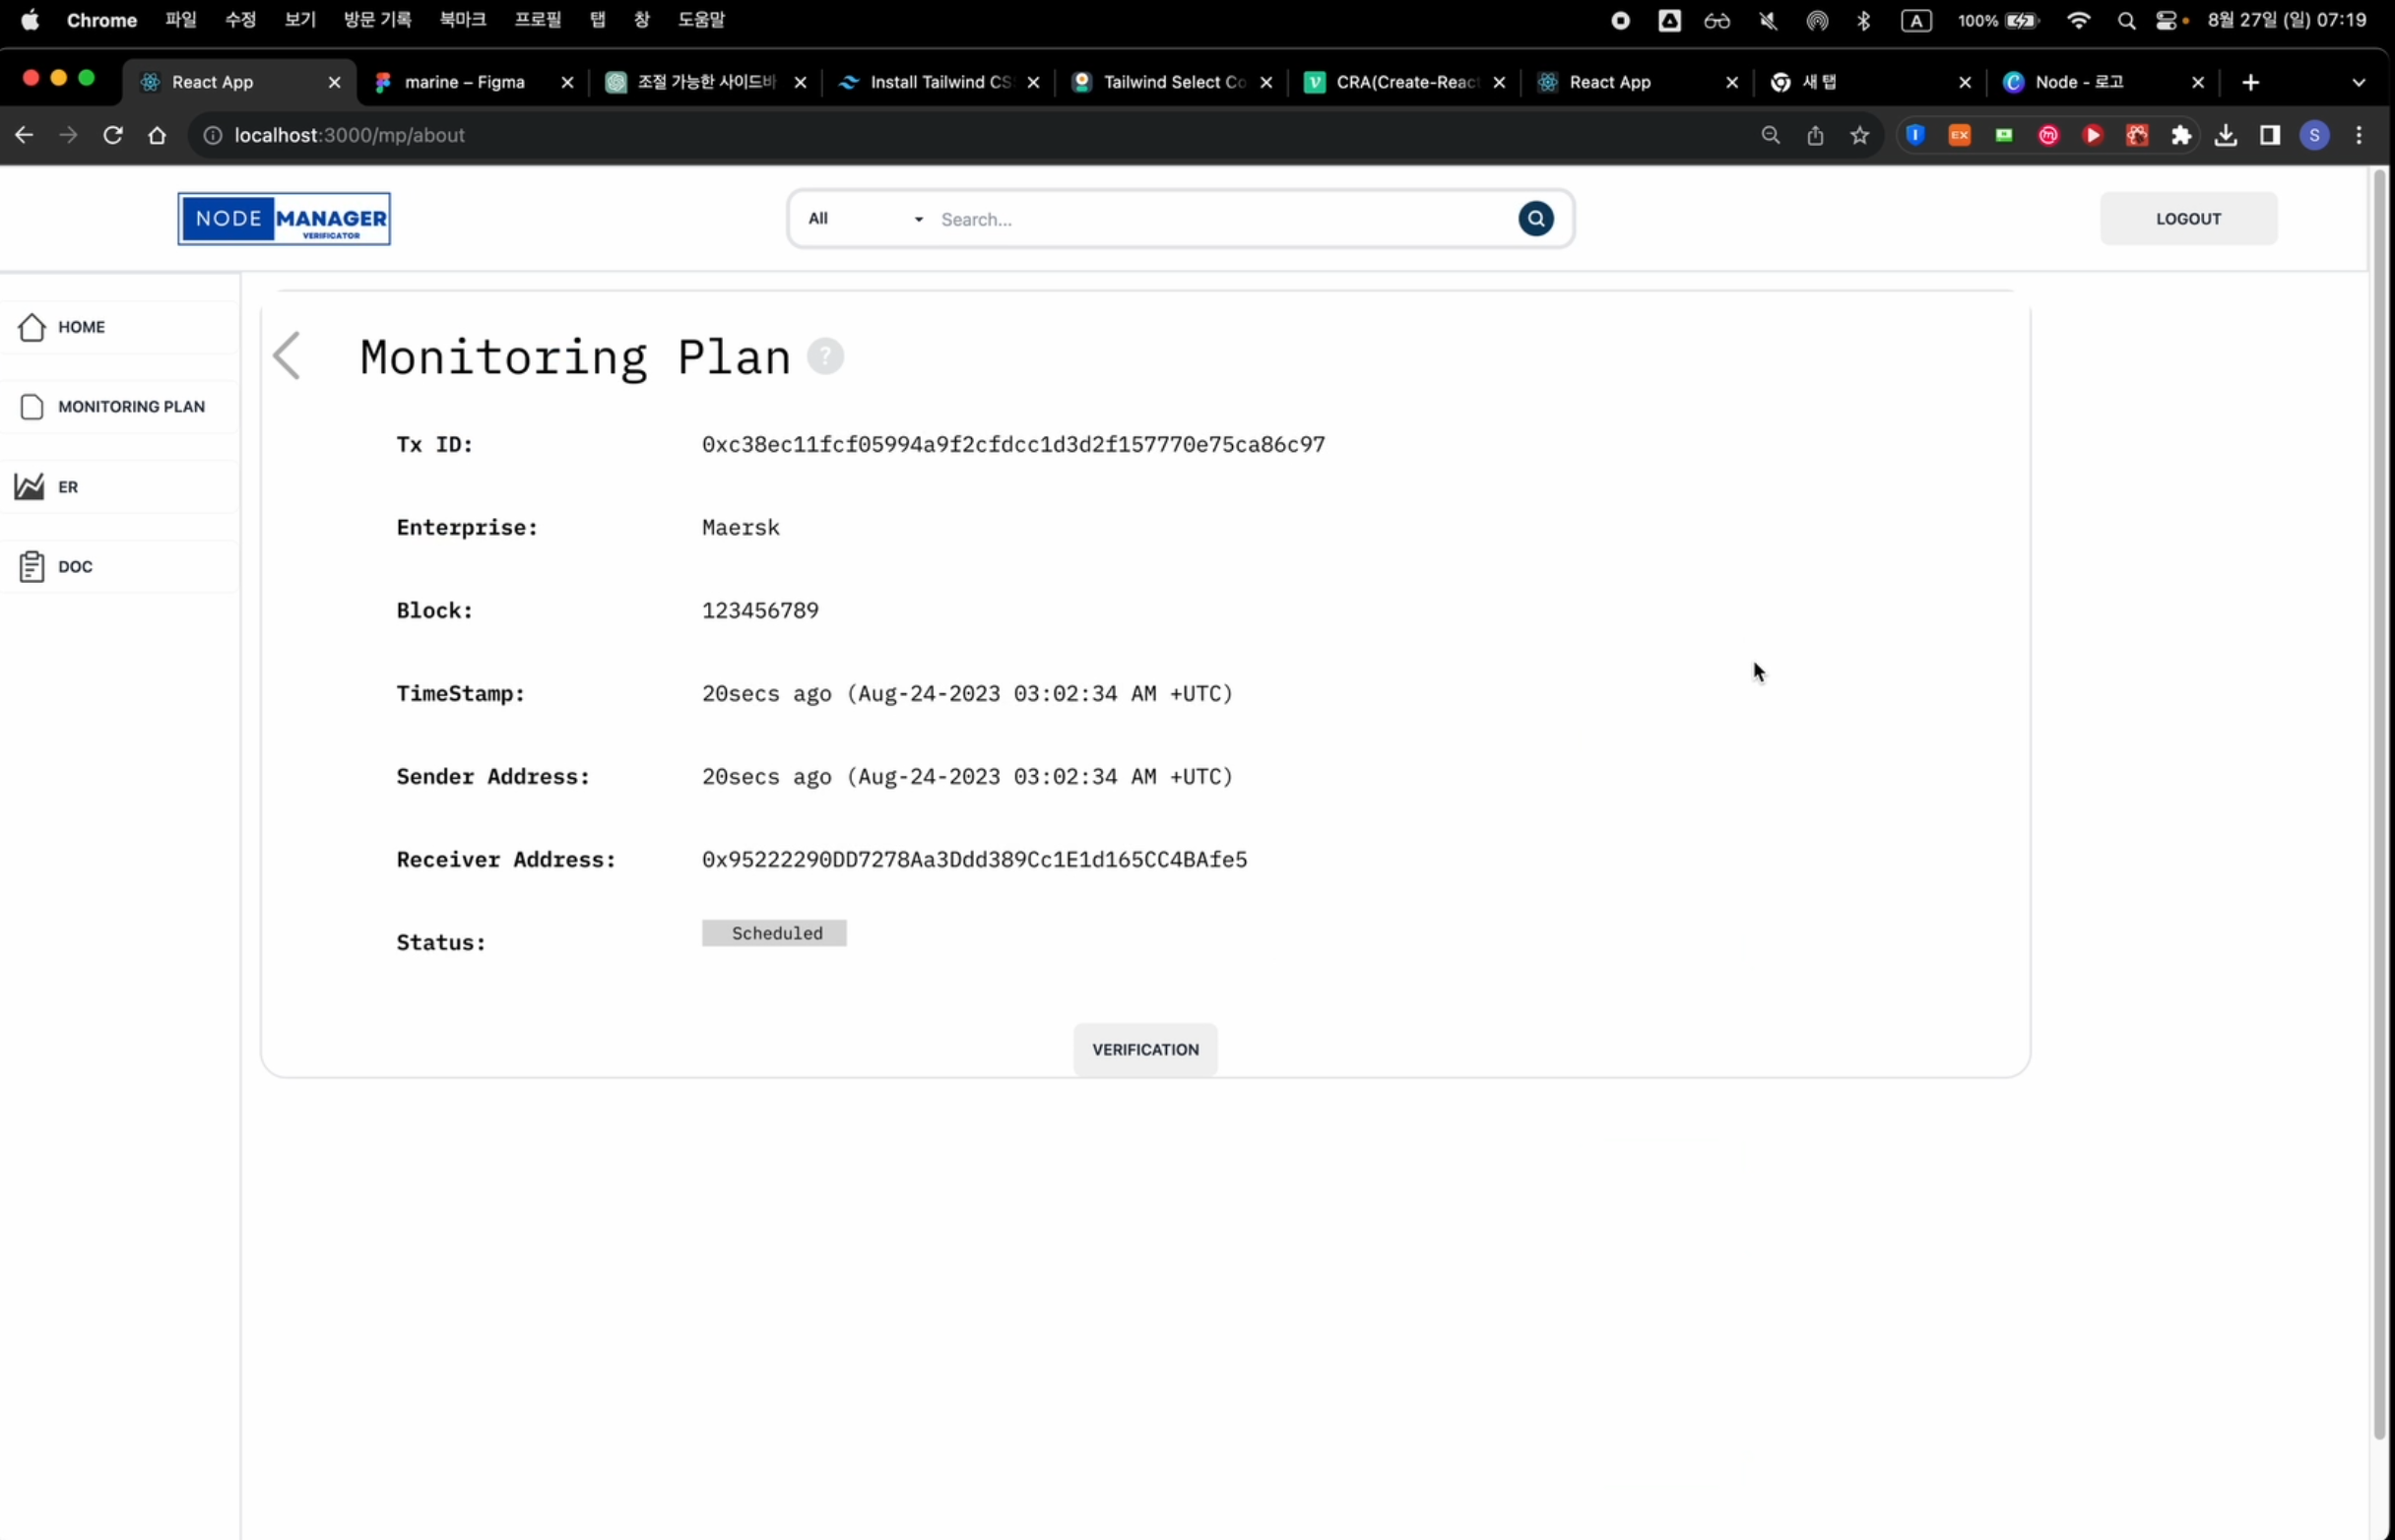 Chrome 파일 수정 보기 방문 기록 북마크 프로필 탭 창 도움말 A 100% 8월 27일 (일) 07:19
React App marine – Figma 조절 가능한 사이드바 Install Tailwind CS Tailwind Select Co CRA(Create-React React App 새 탭 Node - 로고
localhost:3000/mp/about EX S
NODE MANAGER
VERIFICATOR
All Search...
LOGOUT
HOME
MONITORING PLAN
ER
DOC
Monitoring Plan ?
Tx ID: 0xc38ec11fcf05994a9f2cfdcc1d3d2f157770e75ca86c97
Enterprise: Maersk
Block: 123456789
TimeStamp: 20secs ago (Aug-24-2023 03:02:34 AM +UTC)
Sender Address: 20secs ago (Aug-24-2023 03:02:34 AM +UTC)
Receiver Address: 0x95222290DD7278Aa3Ddd389Cc1E1d165CC4BAfe5
Status: Scheduled
VERIFICATION